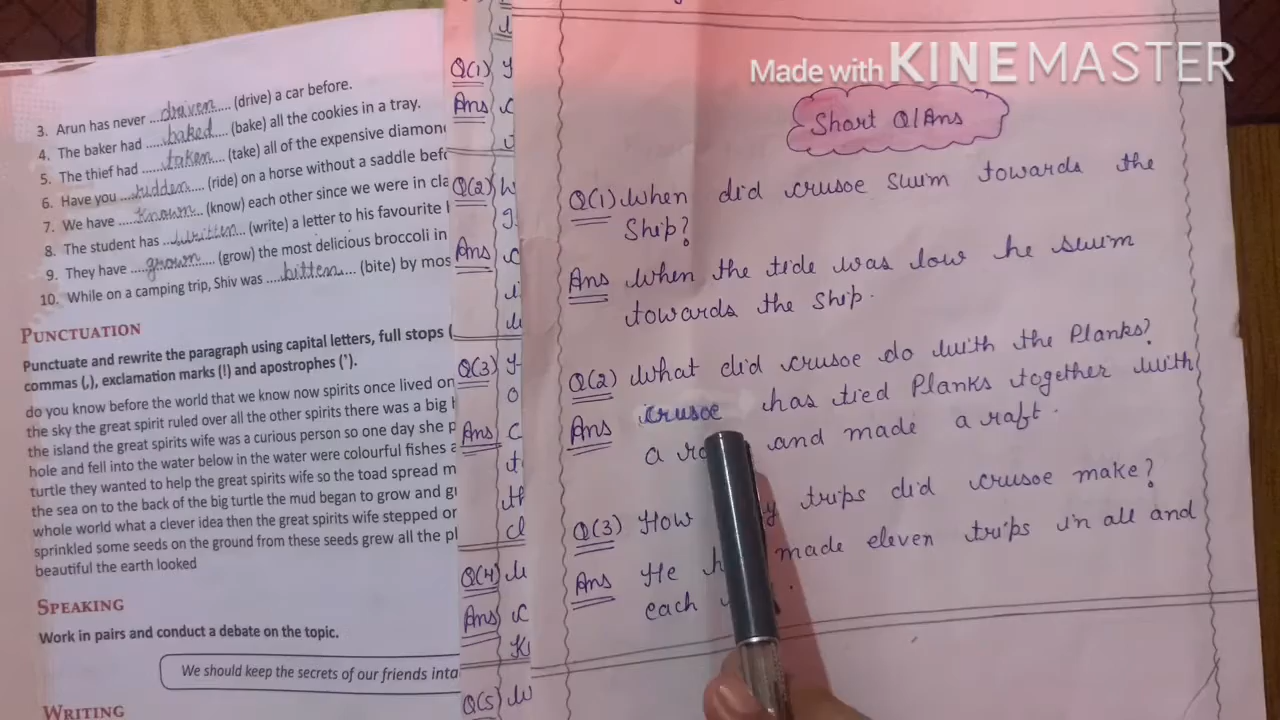 Made with KINEMASTER
3. Arun has never driven (drive) a car before.
4. The baker had baked (bake) all the cookies in a tray.
5. The thief had taken (take) all of the expensive diamon
6. Have you ridden (ride) on a horse without a saddle bef
7. We have known (know) each other since we were in cla
8. The student has written (write) a letter to his favourite
9. They have grown (grow) the most delicious broccoli in
10. While on a camping trip, Shiv was bitten (bite) by mos
PUNCTUATION
Punctuate and rewrite the paragraph using capital letters, full stops (
commas (,), exclamation marks (!) and apostrophes (').
do you know before the world that we know now spirits once lived on
the sky the great spirit ruled over all the other spirits there was a big
the island the great spirits wife was a curious person so one day she p
hole and fell into the water below in the water were colourful fishes a
turtle they wanted to help the great spirits wife so the toad spread m
the sea on to the back of the big turtle the mud began to grow and g
whole world what a clever idea then the great spirits wife stepped on
sprinkled some seeds on the ground from these seeds grew all the pl
beautiful the earth looked
SPEAKING
Work in pairs and conduct a debate on the topic.
We should keep the secrets of our friends inta
WRITING
Q(1)
Ans
Q(2)
Ans
Q(3)
Ans
Q(4)
Ans
Q(5)
Short Q/Ans
Q(1) When did crusoe swim towards the
Ship?
Ans When the tide was low he swim
towards the ship.
Q(2) What did crusoe do with the Planks?
Ans crusoe has tied Planks together with
a and made a raft.
Q(3) How trips did crusoe make?
Ans He made eleven trips in all and
each